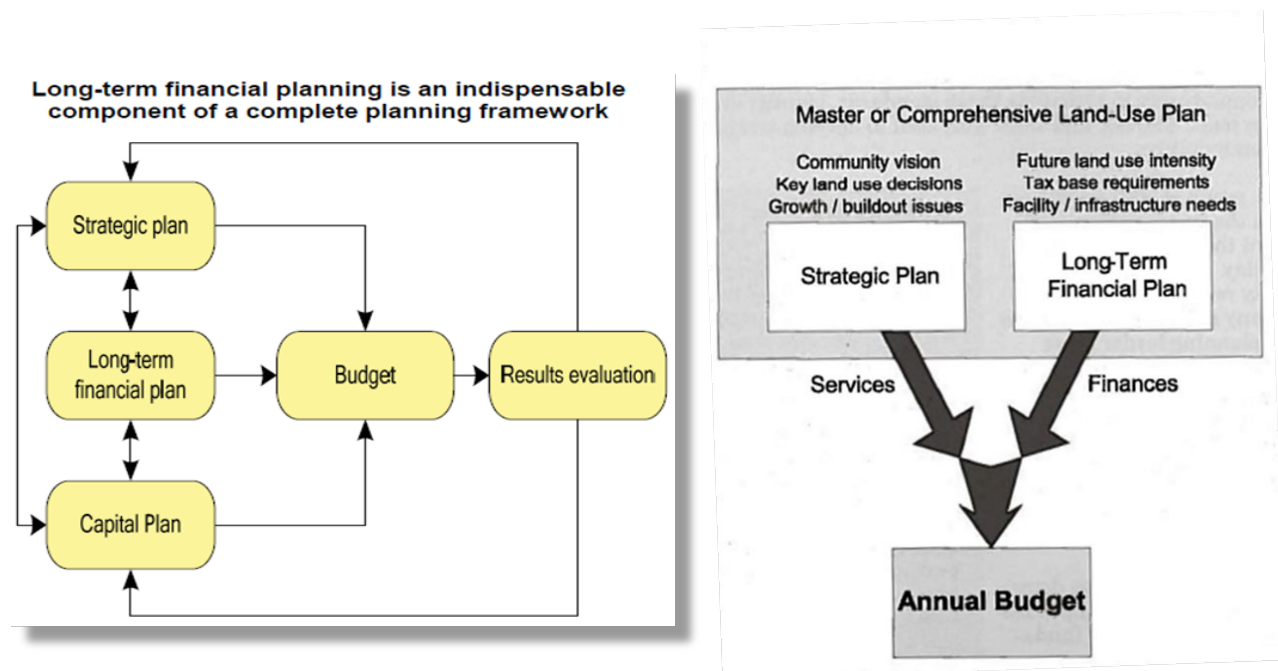 Long-term financial planning is an indispensable
component of a complete planning framework
Strategic plan
Long-term
financial plan
Budget
Results evaluation
Capital Plan
Master or Comprehensive Land-Use Plan
Community vision
Key land use decisions
Growth / buildout issues
Future land use intensity
Tax base requirements
Facility / infrastructure needs
Strategic Plan
Long-Term
Financial Plan
Services
Finances
Annual Budget